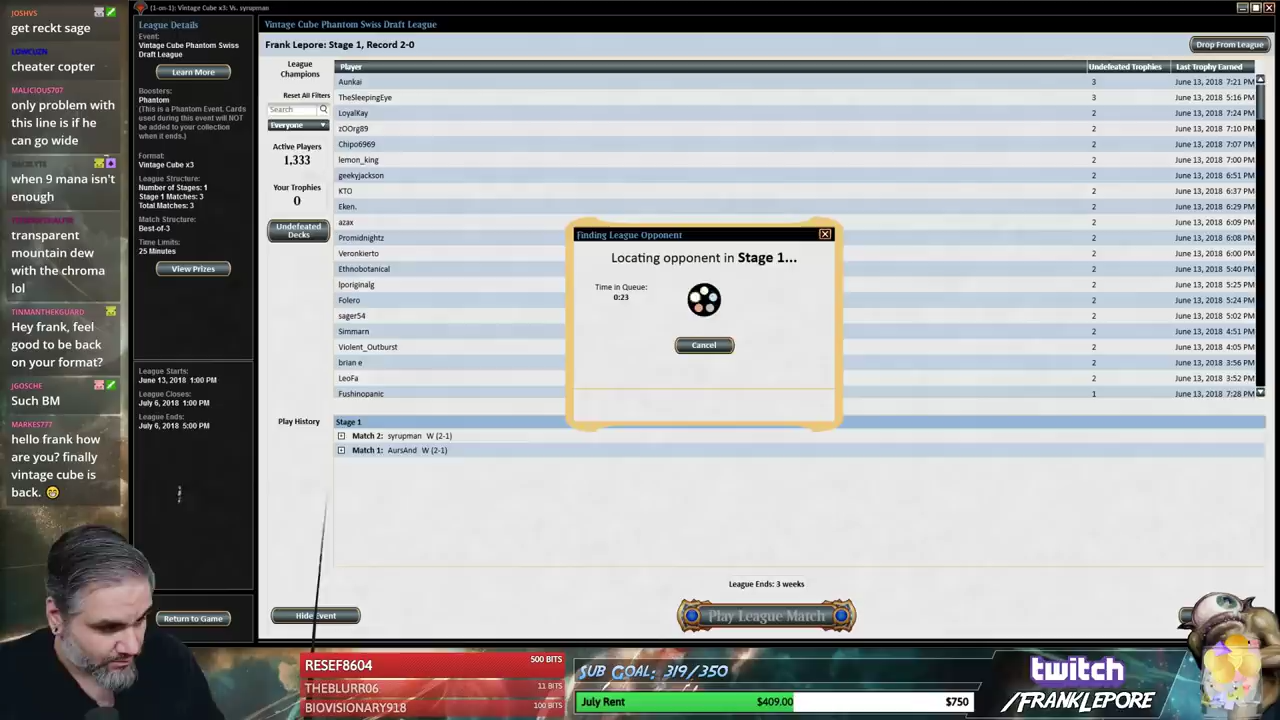 [1-on-1]: Vintage Cube x3: Vs. syrupman
JOSHVS
get reckt sage
LOWCUZN
cheater copter
MALICIOUS707
only problem with
this line is if he
can go wide
when 9 mana isn't
enough
transparent
mountain dew
with the chroma
lol
TINMANTHEKGUARD
Hey frank, feel
good to be back
on your format?
JGOSCHE
Such BM
MARKES777
hello frank how
are you? finally
vintage cube is
back. 😁
League Details
Event:
Vintage Cube Phantom Swiss
Draft League
Learn More
Boosters:
Phantom
(This is a Phantom Event. Cards
used during this event will NOT
be added to your collection
when it ends.)
Format:
Vintage Cube x3
League Structure:
Number of Stages: 1
Stage 1 Matches: 3
Total Matches: 3
Match Structure:
Best-of-3
Time Limits:
25 Minutes
View Prizes
League Starts:
June 13, 2018 1:00 PM
League Closes:
July 6, 2018 1:00 PM
League Ends:
July 6, 2018 5:00 PM
Return to Game
Vintage Cube Phantom Swiss Draft League
Frank Lepore: Stage 1, Record 2-0
Drop From League
League
Champions
Reset All Filters
Search
Everyone
Active Players
1,333
Your Trophies
0
Undefeated
Decks
Player Undefeated Trophies Last Trophy Earned
Aunkai 3 June 13, 2018 7:21 PM
TheSleepingEye 3 June 13, 2018 5:16 PM
LoyalKay 2 June 13, 2018 7:24 PM
zOOrg89 2 June 13, 2018 7:10 PM
Chipo6969 2 June 13, 2018 7:07 PM
lemon_king 2 June 13, 2018 7:00 PM
geekyjackson 2 June 13, 2018 6:51 PM
KTO 2 June 13, 2018 6:37 PM
Eken. 2 June 13, 2018 6:29 PM
azax 2 June 13, 2018 6:09 PM
Promidnightz 2 June 13, 2018 6:08 PM
Veronkierto 2 June 13, 2018 6:00 PM
Ethnobotanical 2 June 13, 2018 5:40 PM
lporiginalg 2 June 13, 2018 5:25 PM
Folero 2 June 13, 2018 5:24 PM
sager54 2 June 13, 2018 5:02 PM
Simmarn 2 June 13, 2018 4:51 PM
Violent_Outburst 2 June 13, 2018 4:05 PM
brian e 2 June 13, 2018 3:56 PM
LeoFa 2 June 13, 2018 3:52 PM
Fushinopanic 1 June 13, 2018 7:28 PM
Finding League Opponent
Locating opponent in Stage 1...
Time in Queue:
0:23
Cancel
Play History
Stage 1
Match 2: syrupman W (2-1)
Match 1: AursAnd W (2-1)
League Ends: 3 weeks
Hide Event
Play League Match
RESEF8604 500 BITS
THEBLURR06 11 BITS
BIOVISIONARY918 100 BITS
SUB GOAL: 319/350
July Rent $409.00 $750
twitch
/FRANKLEPORE